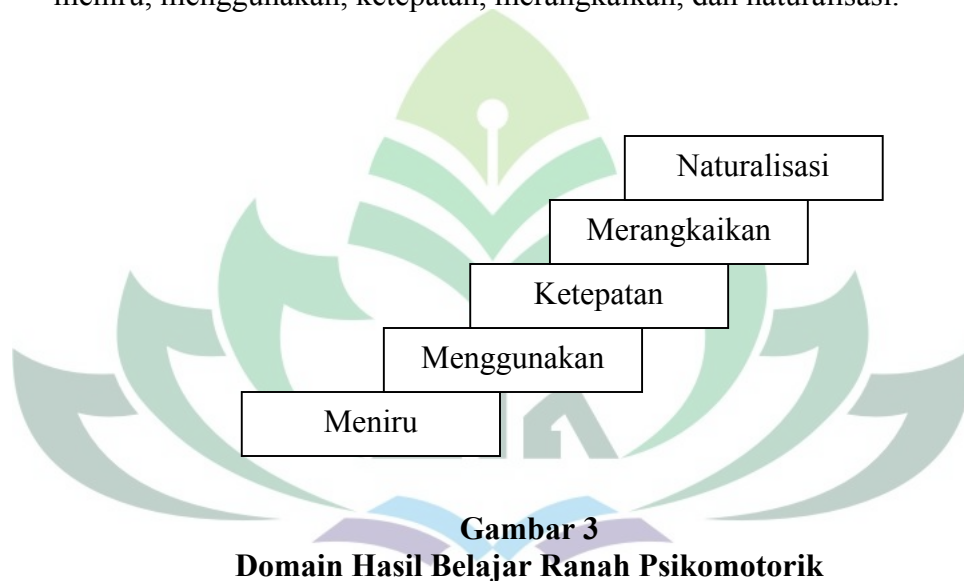 meniru, menggunakan, ketepatan, merangkaikan, dan naturalisasi.
Naturalisasi
Merangkaikan
Ketepatan
Menggunakan
Meniru
Gambar 3
Domain Hasil Belajar Ranah Psikomotorik